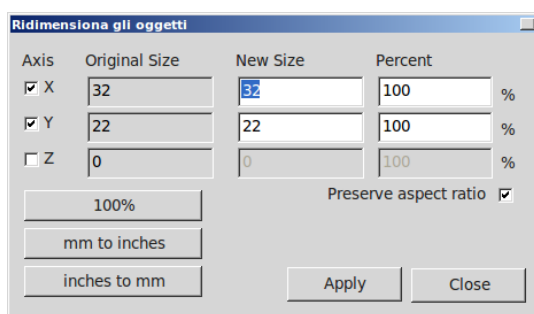 Ridimensiona gli oggetti
Axis Original Size New Size Percent
X 32 32 100 %
Y 22 22 100 %
Z 0 0 100 %
100% Preserve aspect ratio
mm to inches
inches to mm Apply Close